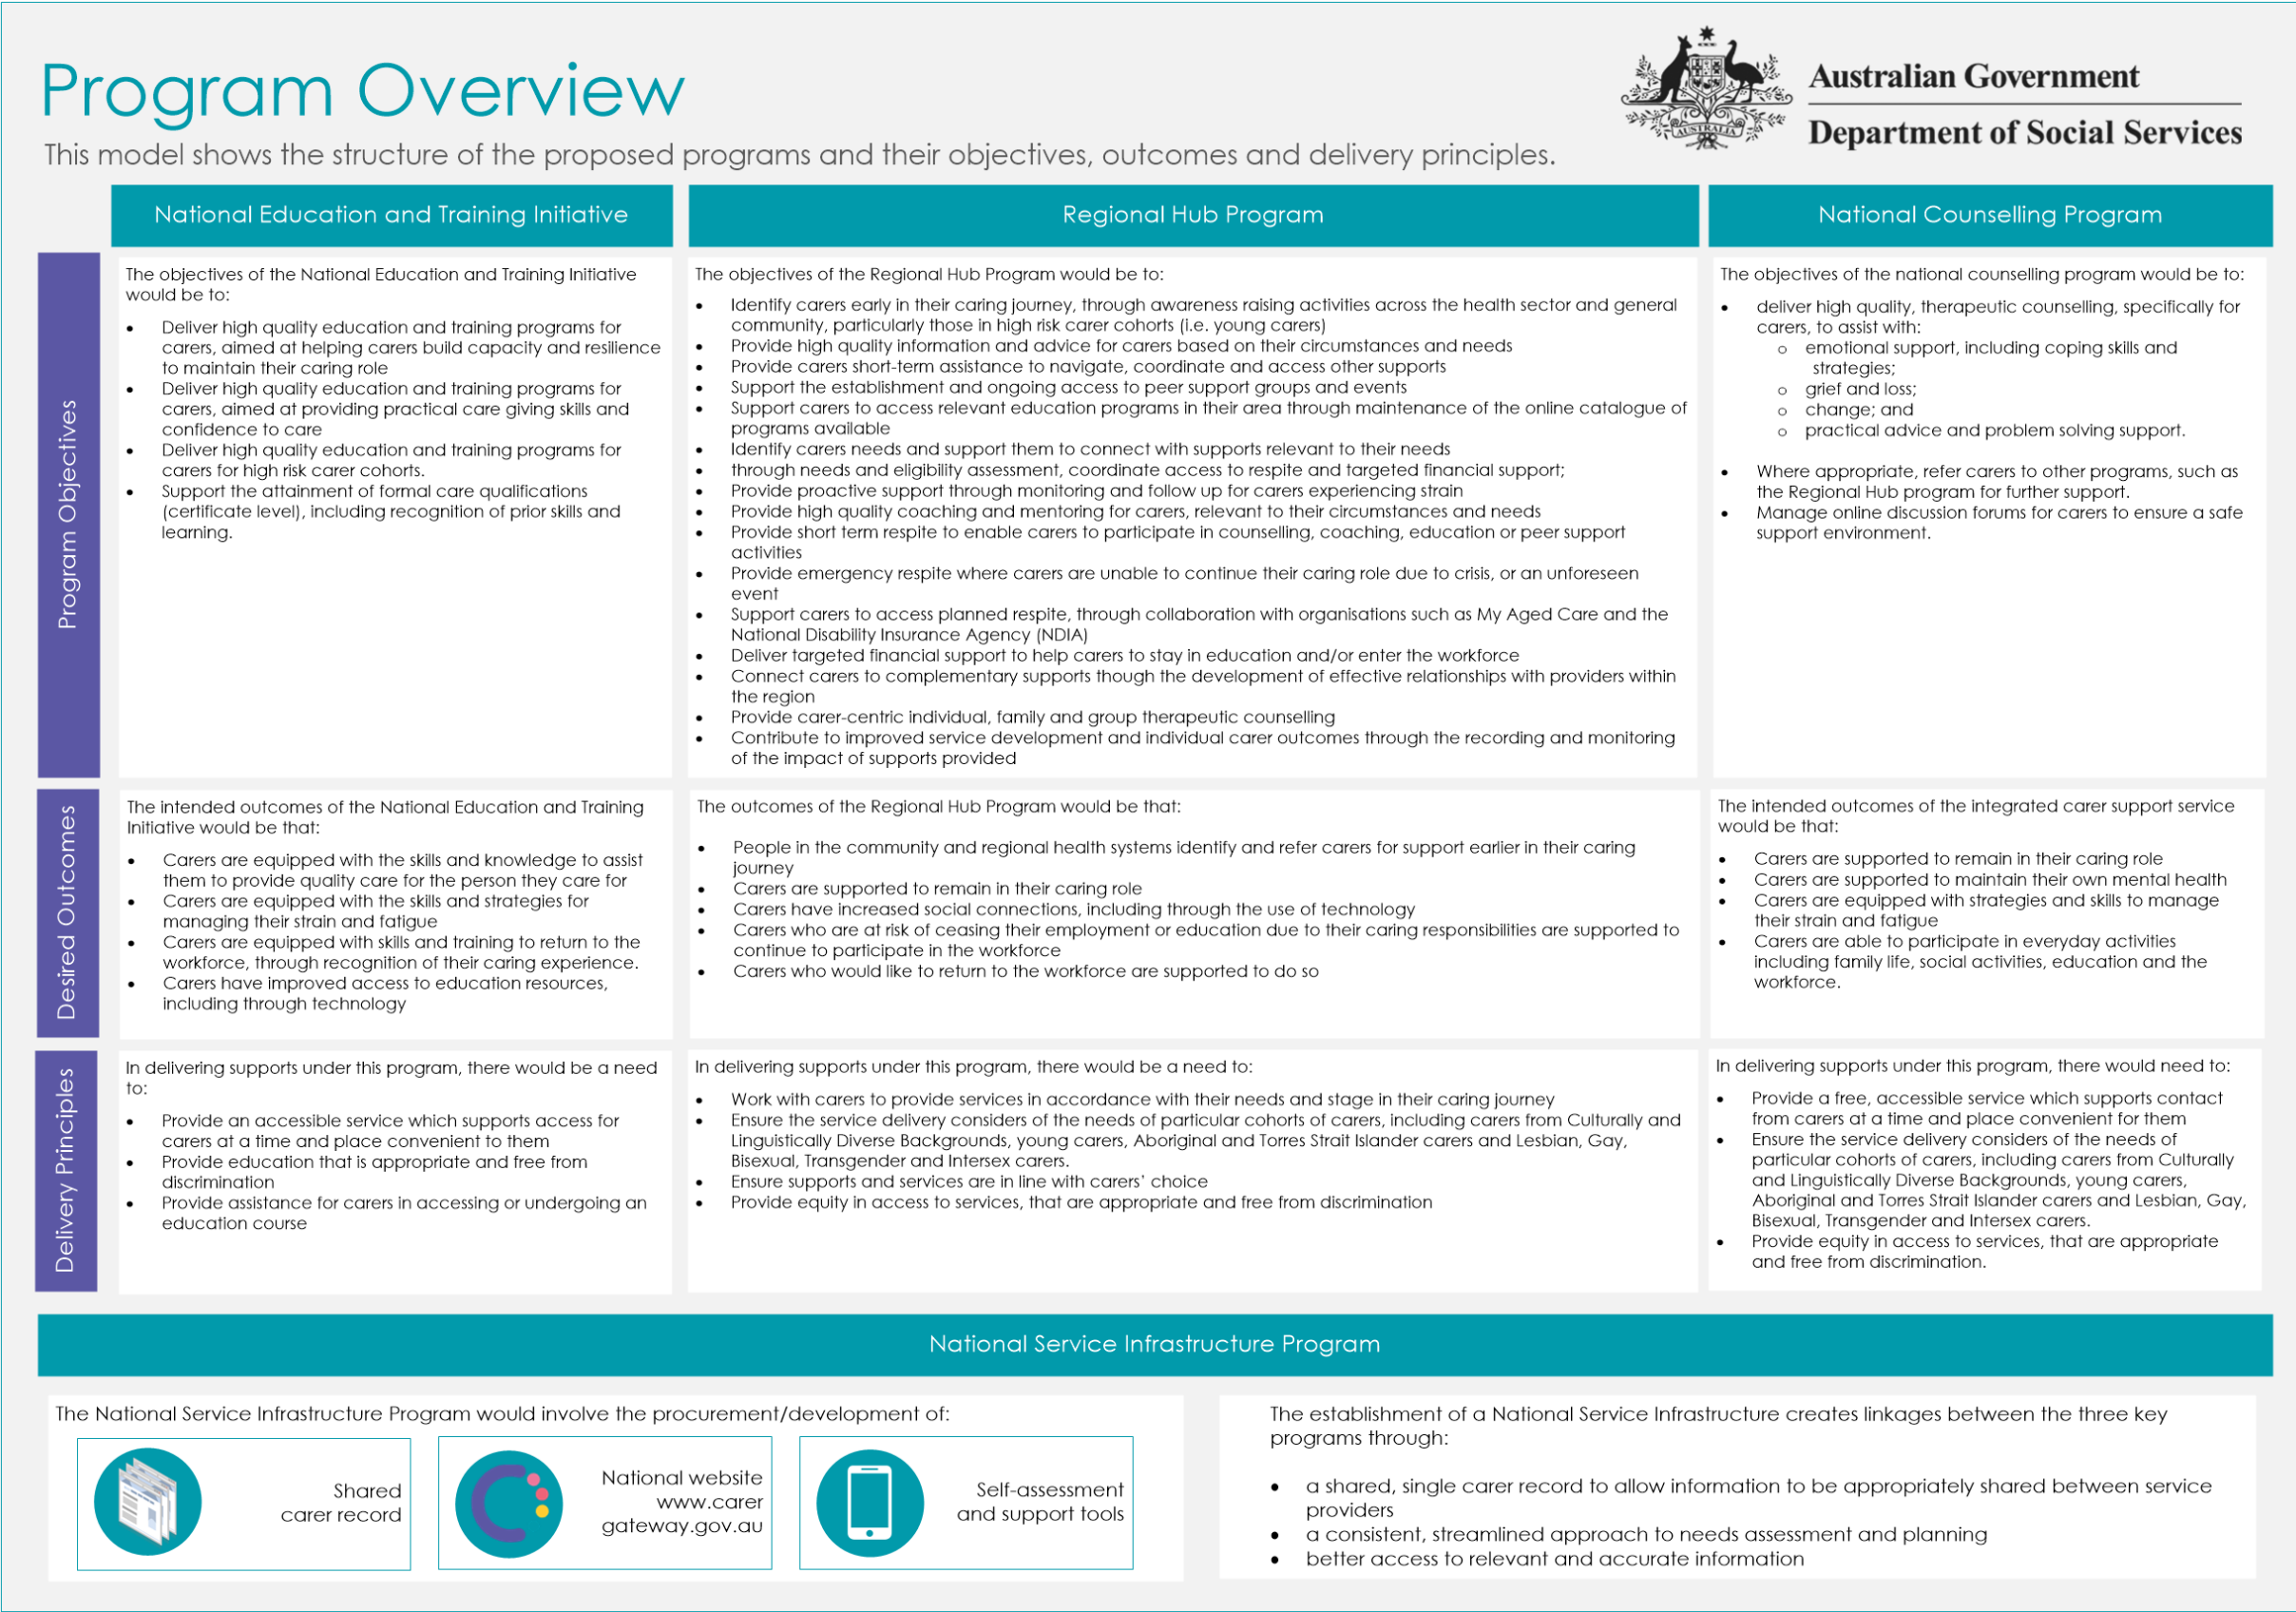 Program Overview
This model shows the structure of the proposed programs and their objectives, outcomes and delivery principles.
AUSTRALIA
Australian Government
Department of Social Services
National Education and Training Initiative
Regional Hub Program
National Counselling Program
Program Objectives
The objectives of the National Education and Training Initiative
would be to:
• Deliver high quality education and training programs for
carers, aimed at helping carers build capacity and resilience
to maintain their caring role
• Deliver high quality education and training programs for
carers, aimed at providing practical care giving skills and
confidence to care
• Deliver high quality education and training programs for
carers for high risk carer cohorts.
• Support the attainment of formal care qualifications
(certificate level), including recognition of prior skills and
learning.
The objectives of the Regional Hub Program would be to:
• Identify carers early in their caring journey, through awareness raising activities across the health sector and general
community, particularly those in high risk carer cohorts (i.e. young carers)
• Provide high quality information and advice for carers based on their circumstances and needs
• Provide carers short-term assistance to navigate, coordinate and access other supports
• Support the establishment and ongoing access to peer support groups and events
• Support carers to access relevant education programs in their area through maintenance of the online catalogue of
programs available
• Identify carers needs and support them to connect with supports relevant to their needs
• through needs and eligibility assessment, coordinate access to respite and targeted financial support;
• Provide proactive support through monitoring and follow up for carers experiencing strain
• Provide high quality coaching and mentoring for carers, relevant to their circumstances and needs
• Provide short term respite to enable carers to participate in counselling, coaching, education or peer support
activities
• Provide emergency respite where carers are unable to continue their caring role due to crisis, or an unforeseen
event
• Support carers to access planned respite, through collaboration with organisations such as My Aged Care and the
National Disability Insurance Agency (NDIA)
• Deliver targeted financial support to help carers to stay in education and/or enter the workforce
• Connect carers to complementary supports though the development of effective relationships with providers within
the region
• Provide carer-centric individual, family and group therapeutic counselling
• Contribute to improved service development and individual carer outcomes through the recording and monitoring
of the impact of supports provided
The objectives of the national counselling program would be to:
• deliver high quality, therapeutic counselling, specifically for
carers, to assist with:
o emotional support, including coping skills and
strategies;
o grief and loss;
o change; and
o practical advice and problem solving support.
• Where appropriate, refer carers to other programs, such as
the Regional Hub program for further support.
• Manage online discussion forums for carers to ensure a safe
support environment.
Desired Outcomes
The intended outcomes of the National Education and Training
Initiative would be that:
• Carers are equipped with the skills and knowledge to assist
them to provide quality care for the person they care for
• Carers are equipped with the skills and strategies for
managing their strain and fatigue
• Carers are equipped with skills and training to return to the
workforce, through recognition of their caring experience.
• Carers have improved access to education resources,
including through technology
The outcomes of the Regional Hub Program would be that:
• People in the community and regional health systems identify and refer carers for support earlier in their caring
journey
• Carers are supported to remain in their caring role
• Carers have increased social connections, including through the use of technology
• Carers who are at risk of ceasing their employment or education due to their caring responsibilities are supported to
continue to participate in the workforce
• Carers who would like to return to the workforce are supported to do so
The intended outcomes of the integrated carer support service
would be that:
• Carers are supported to remain in their caring role
• Carers are supported to maintain their own mental health
• Carers are equipped with strategies and skills to manage
their strain and fatigue
• Carers are able to participate in everyday activities
including family life, social activities, education and the
workforce.
Delivery Principles
In delivering supports under this program, there would be a need
to:
• Provide an accessible service which supports access for
carers at a time and place convenient to them
• Provide education that is appropriate and free from
discrimination
• Provide assistance for carers in accessing or undergoing an
education course
In delivering supports under this program, there would be a need to:
• Work with carers to provide services in accordance with their needs and stage in their caring journey
• Ensure the service delivery considers of the needs of particular cohorts of carers, including carers from Culturally and
Linguistically Diverse Backgrounds, young carers, Aboriginal and Torres Strait Islander carers and Lesbian, Gay,
Bisexual, Transgender and Intersex carers.
• Ensure supports and services are in line with carers' choice
• Provide equity in access to services, that are appropriate and free from discrimination
In delivering supports under this program, there would need to:
• Provide a free, accessible service which supports contact
from carers at a time and place convenient for them
• Ensure the service delivery considers of the needs of
particular cohorts of carers, including carers from Culturally
and Linguistically Diverse Backgrounds, young carers,
Aboriginal and Torres Strait Islander carers and Lesbian, Gay,
Bisexual, Transgender and Intersex carers.
• Provide equity in access to services, that are appropriate
and free from discrimination.
National Service Infrastructure Program
The National Service Infrastructure Program would involve the procurement/development of:
Shared
carer record
National website
www.carer
gateway.gov.au
Self-assessment
and support tools
The establishment of a National Service Infrastructure creates linkages between the three key
programs through:
• a shared, single carer record to allow information to be appropriately shared between service
providers
• a consistent, streamlined approach to needs assessment and planning
• better access to relevant and accurate information